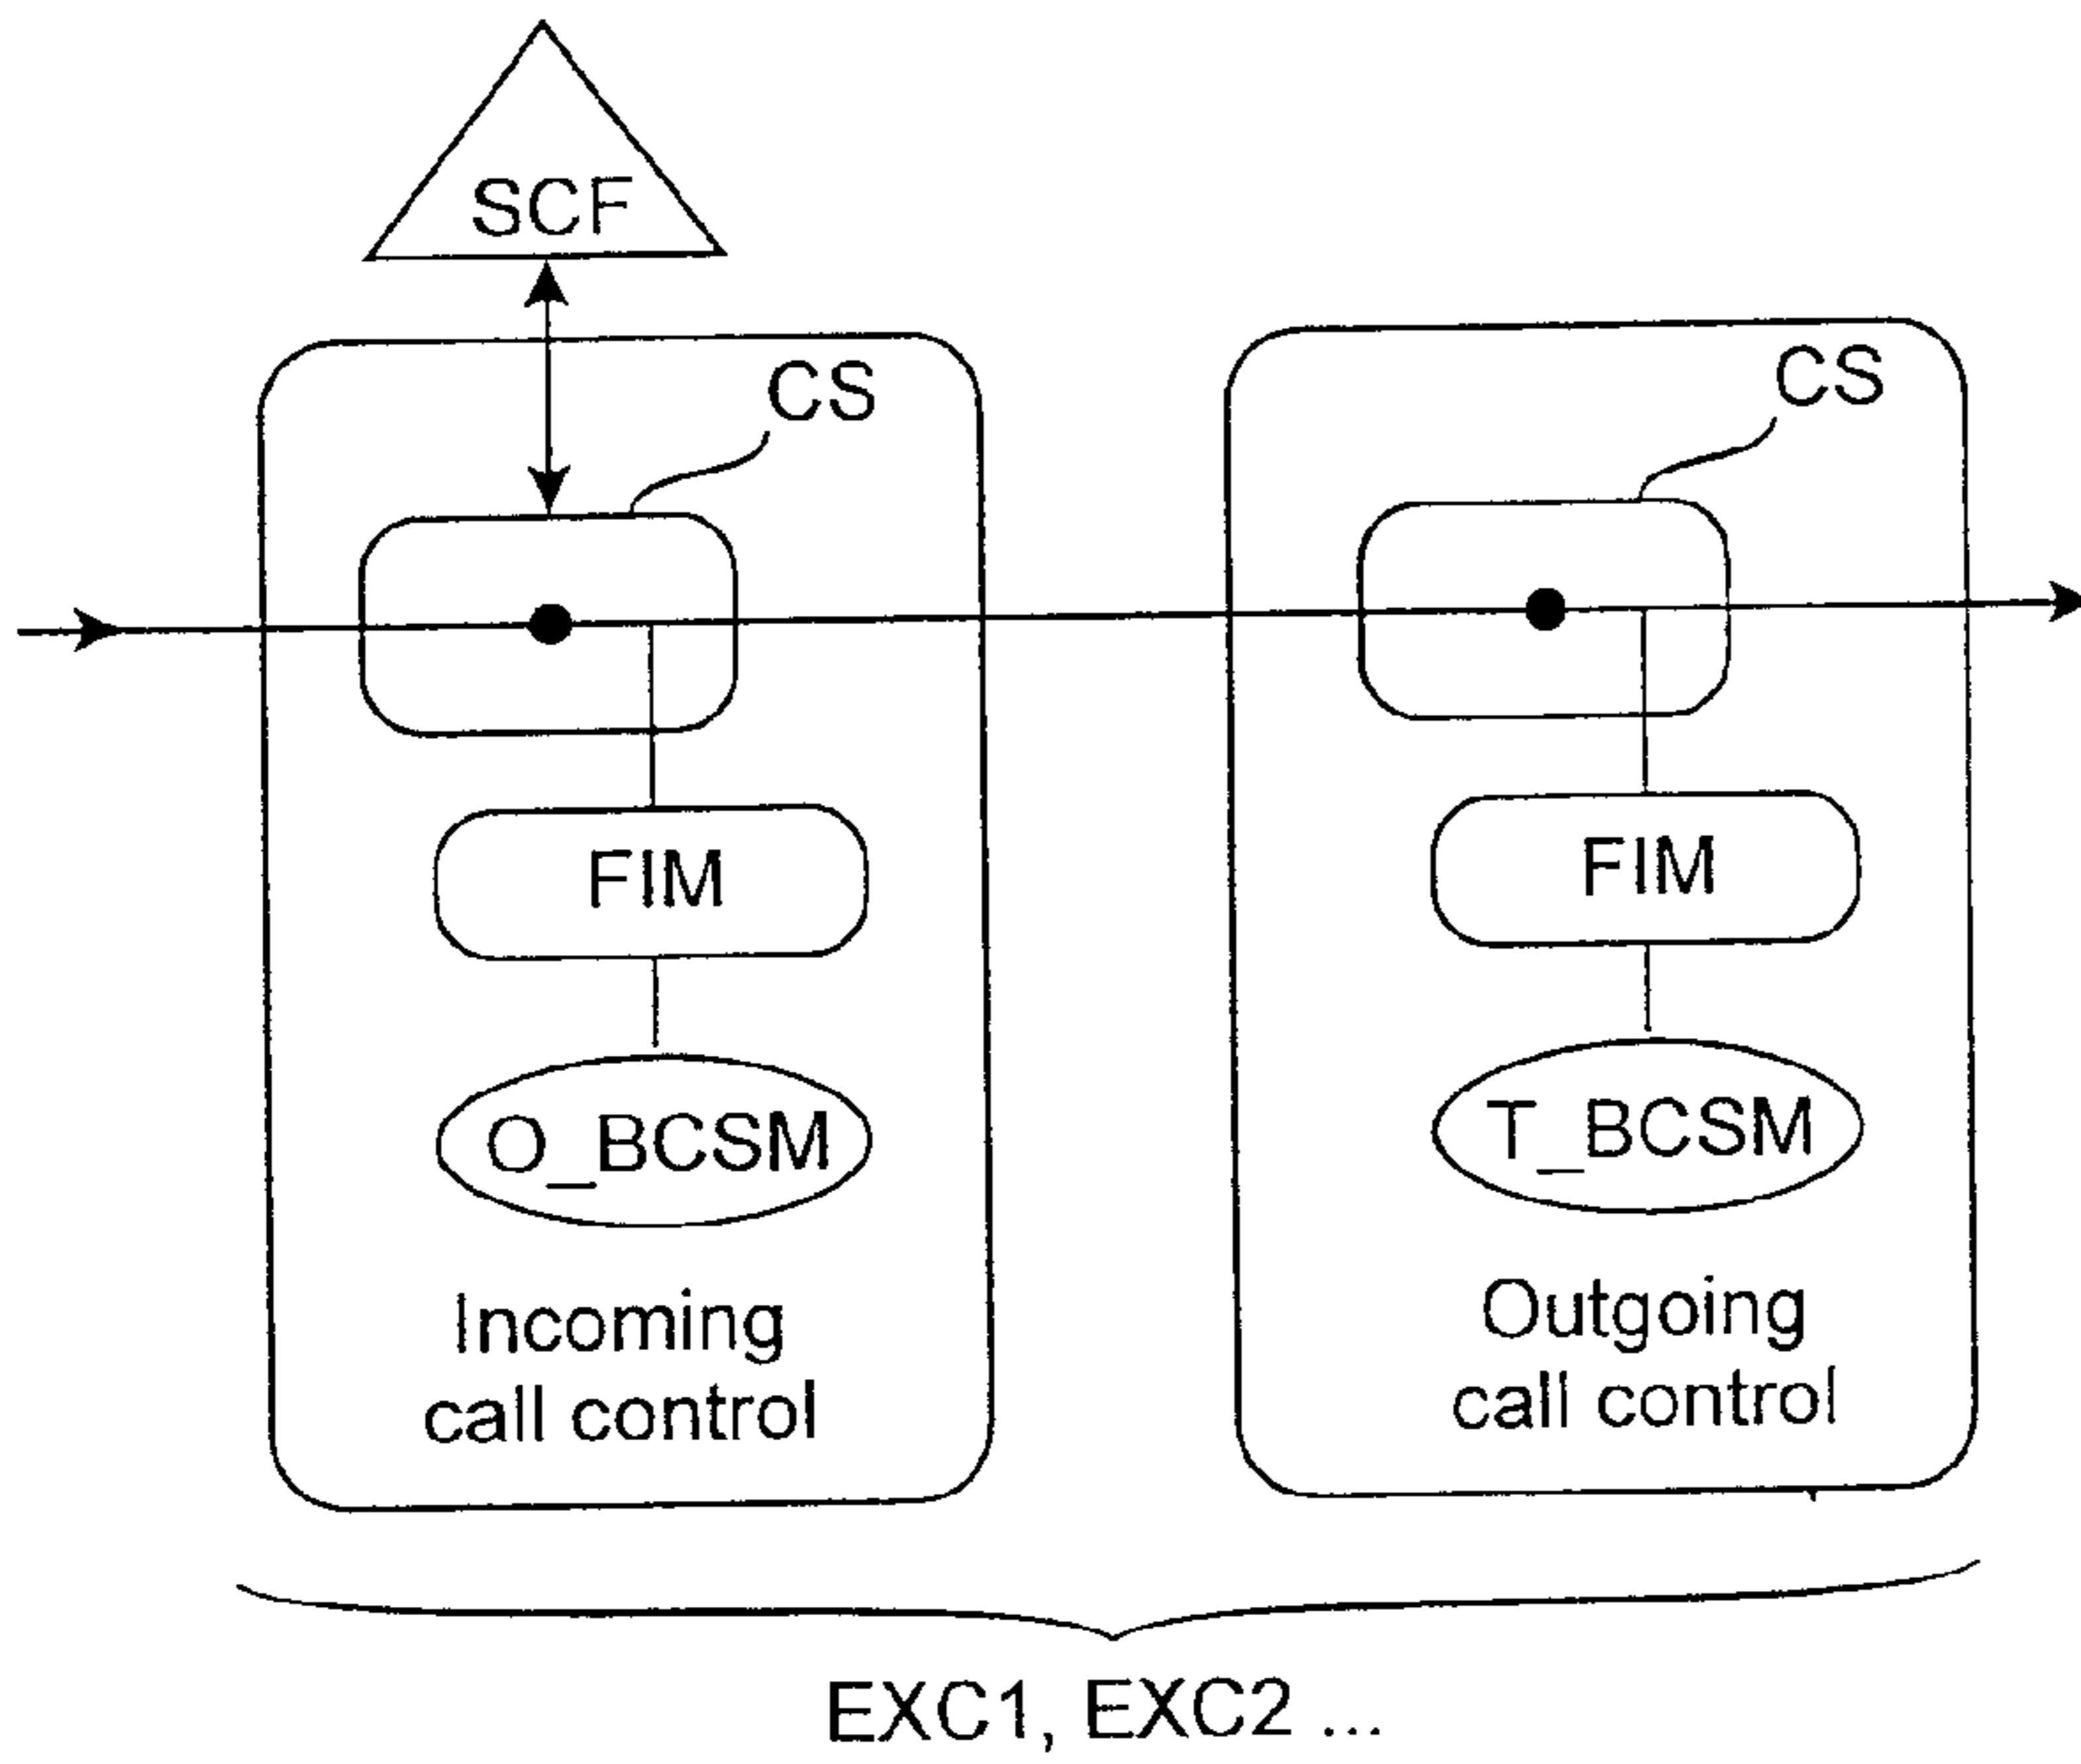 SCF
CS
CS
FIM
FIM
O_BCSM
T_BCSM
Incoming
call control
Outgoing
call control
EXC1, EXC2 ...